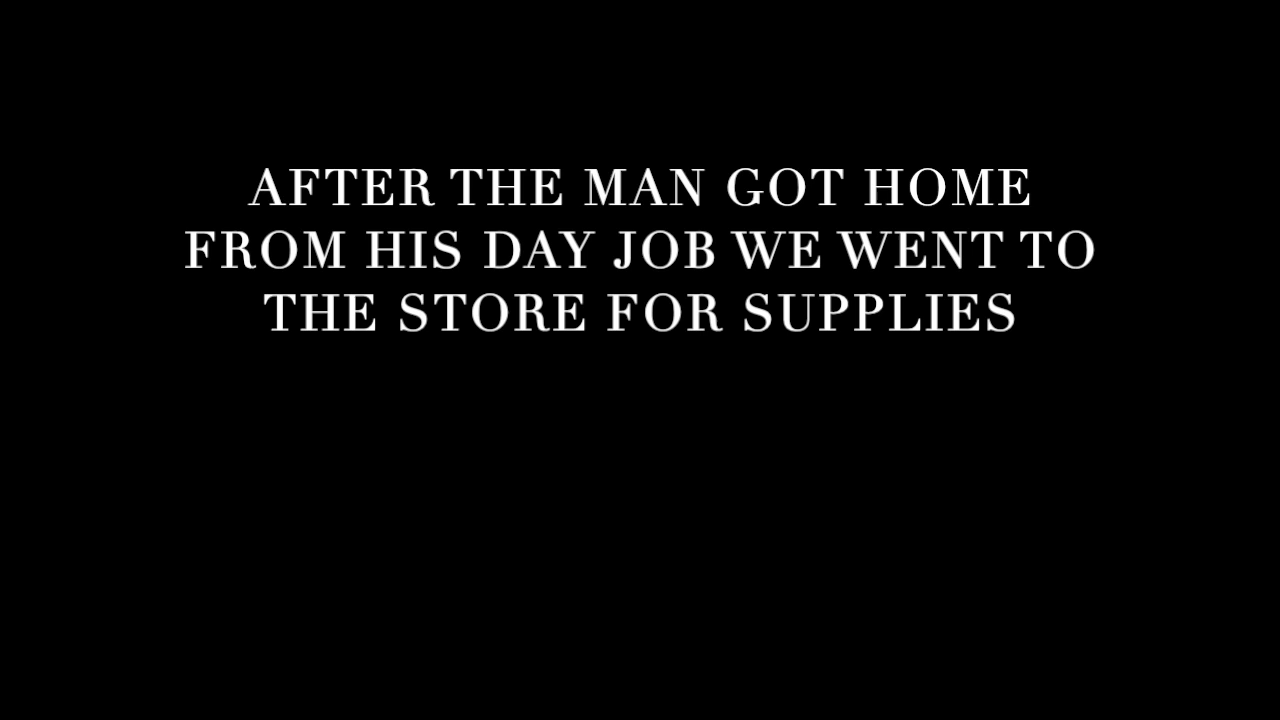 AFTER THE MAN GOT HOME
FROM HIS DAY JOB WE WENT TO
THE STORE FOR SUPPLIES